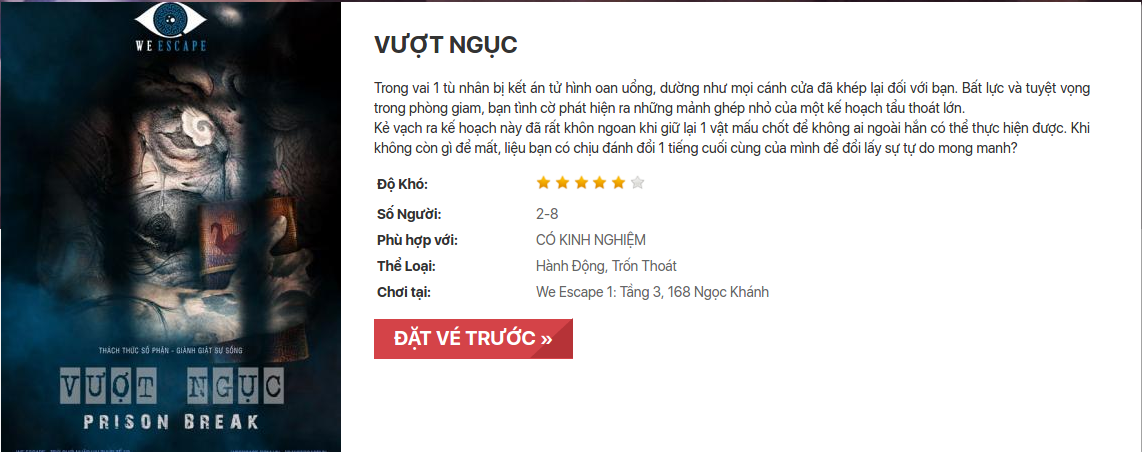 WE ESCAPE
THÁCH THỨC SỐ PHẬN - GIÀNH GIẬT SỰ SỐNG
VƯỢT NGỤC
PRISON BREAK
VƯỢT NGỤC
Trong vai 1 tù nhân bị kết án tử hình oan uổng, dường như mọi cánh cửa đã khép lại đối với bạn. Bất lực và tuyệt vọng
trong phòng giam, bạn tình cờ phát hiện ra những mảnh ghép nhỏ của một kế hoạch tẩu thoát lớn.
Kẻ vạch ra kế hoạch này đã rất khôn ngoan khi giữ lại 1 vật mấu chốt để không ai ngoài hắn có thể thực hiện được. Khi
không còn gì để mất, liệu bạn có chịu đánh đổi 1 tiếng cuối cùng của mình để đổi lấy sự tự do mong manh?
Độ Khó:
Số Người: 2-8
Phù hợp với: CÓ KINH NGHIỆM
Thể Loại: Hành Động, Trốn Thoát
Chơi tại: We Escape 1: Tầng 3, 168 Ngọc Khánh
ĐẶT VÉ TRƯỚC »